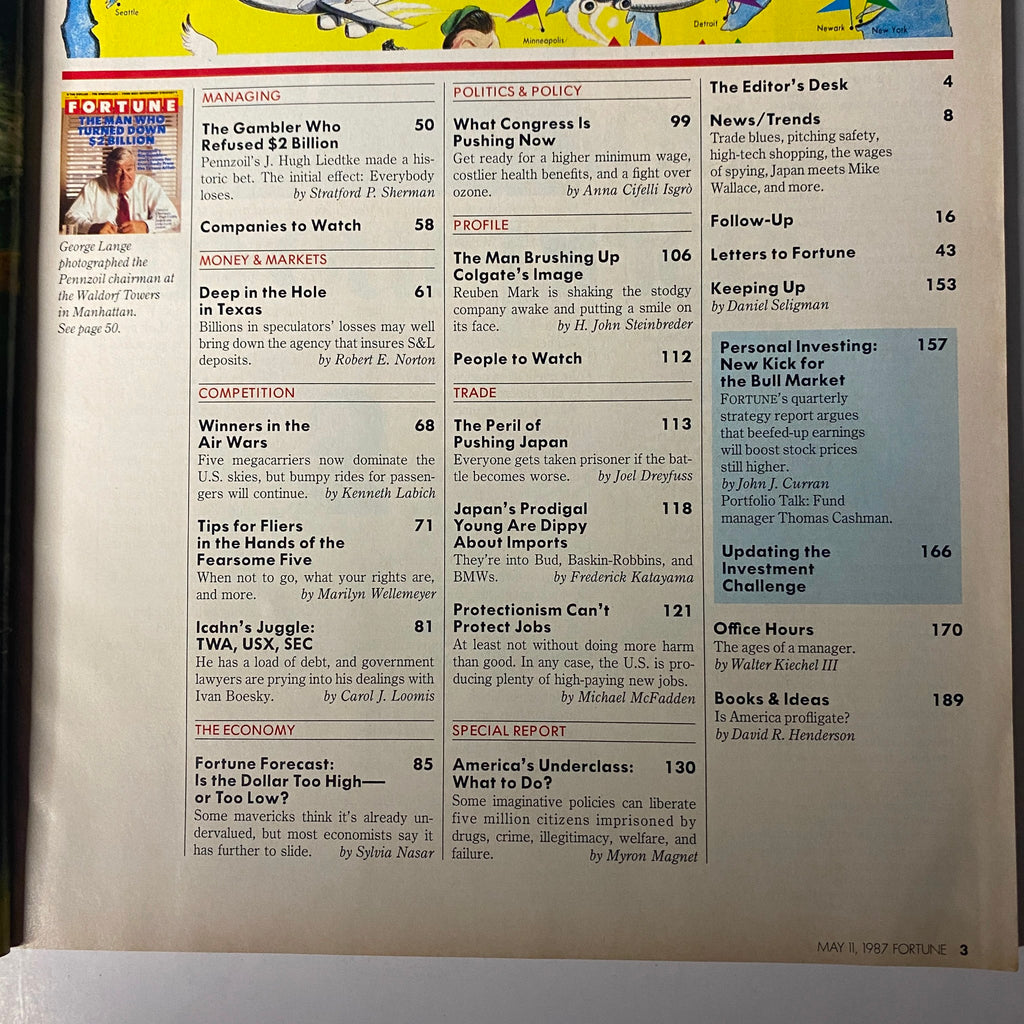 Seattle
Minneapolis
Detroit
Newark
New York
FORTUNE
THE MAN WHO
TURNED DOWN
$2 BILLION
George Lange
photographed the
Pennzoil chairman at
the Waldorf Towers
in Manhattan.
See page 50.
MANAGING
The Gambler Who 50
Refused $2 Billion
Pennzoil's J. Hugh Liedtke made a his-
toric bet. The initial effect: Everybody
loses. by Stratford P. Sherman
Companies to Watch 58
MONEY & MARKETS
Deep in the Hole 61
in Texas
Billions in speculators' losses may well
bring down the agency that insures S&L
deposits. by Robert E. Norton
COMPETITION
Winners in the 68
Air Wars
Five megacarriers now dominate the
U.S. skies, but bumpy rides for passen-
gers will continue. by Kenneth Labich
Tips for Fliers 71
in the Hands of the
Fearsome Five
When not to go, what your rights are,
and more. by Marilyn Wellemeyer
Icahn's Juggle: 81
TWA, USX, SEC
He has a load of debt, and government
lawyers are prying into his dealings with
Ivan Boesky. by Carol J. Loomis
THE ECONOMY
Fortune Forecast: 85
Is the Dollar Too High—
or Too Low?
Some mavericks think it's already un-
dervalued, but most economists say it
has further to slide. by Sylvia Nasar
POLITICS & POLICY
What Congress Is 99
Pushing Now
Get ready for a higher minimum wage,
costlier health benefits, and a fight over
ozone. by Anna Cifelli Isgrò
PROFILE
The Man Brushing Up 106
Colgate's Image
Reuben Mark is shaking the stodgy
company awake and putting a smile on
its face. by H. John Steinbreder
People to Watch 112
TRADE
The Peril of 113
Pushing Japan
Everyone gets taken prisoner if the bat-
tle becomes worse. by Joel Dreyfuss
Japan's Prodigal 118
Young Are Dippy
About Imports
They're into Bud, Baskin-Robbins, and
BMWs. by Frederick Katayama
Protectionism Can't 121
Protect Jobs
At least not without doing more harm
than good. In any case, the U.S. is pro-
ducing plenty of high-paying new jobs.
by Michael McFadden
SPECIAL REPORT
America's Underclass: 130
What to Do?
Some imaginative policies can liberate
five million citizens imprisoned by
drugs, crime, illegitimacy, welfare, and
failure. by Myron Magnet
The Editor's Desk 4
News/Trends 8
Trade blues, pitching safety,
high-tech shopping, the wages
of spying, Japan meets Mike
Wallace, and more.
Follow-Up 16
Letters to Fortune 43
Keeping Up 153
by Daniel Seligman
Personal Investing: 157
New Kick for
the Bull Market
FORTUNE's quarterly
strategy report argues
that beefed-up earnings
will boost stock prices
still higher.
by John J. Curran
Portfolio Talk: Fund
manager Thomas Cashman.
Updating the 166
Investment
Challenge
Office Hours 170
The ages of a manager.
by Walter Kiechel III
Books & Ideas 189
Is America profligate?
by David R. Henderson
MAY 11, 1987 FORTUNE 3